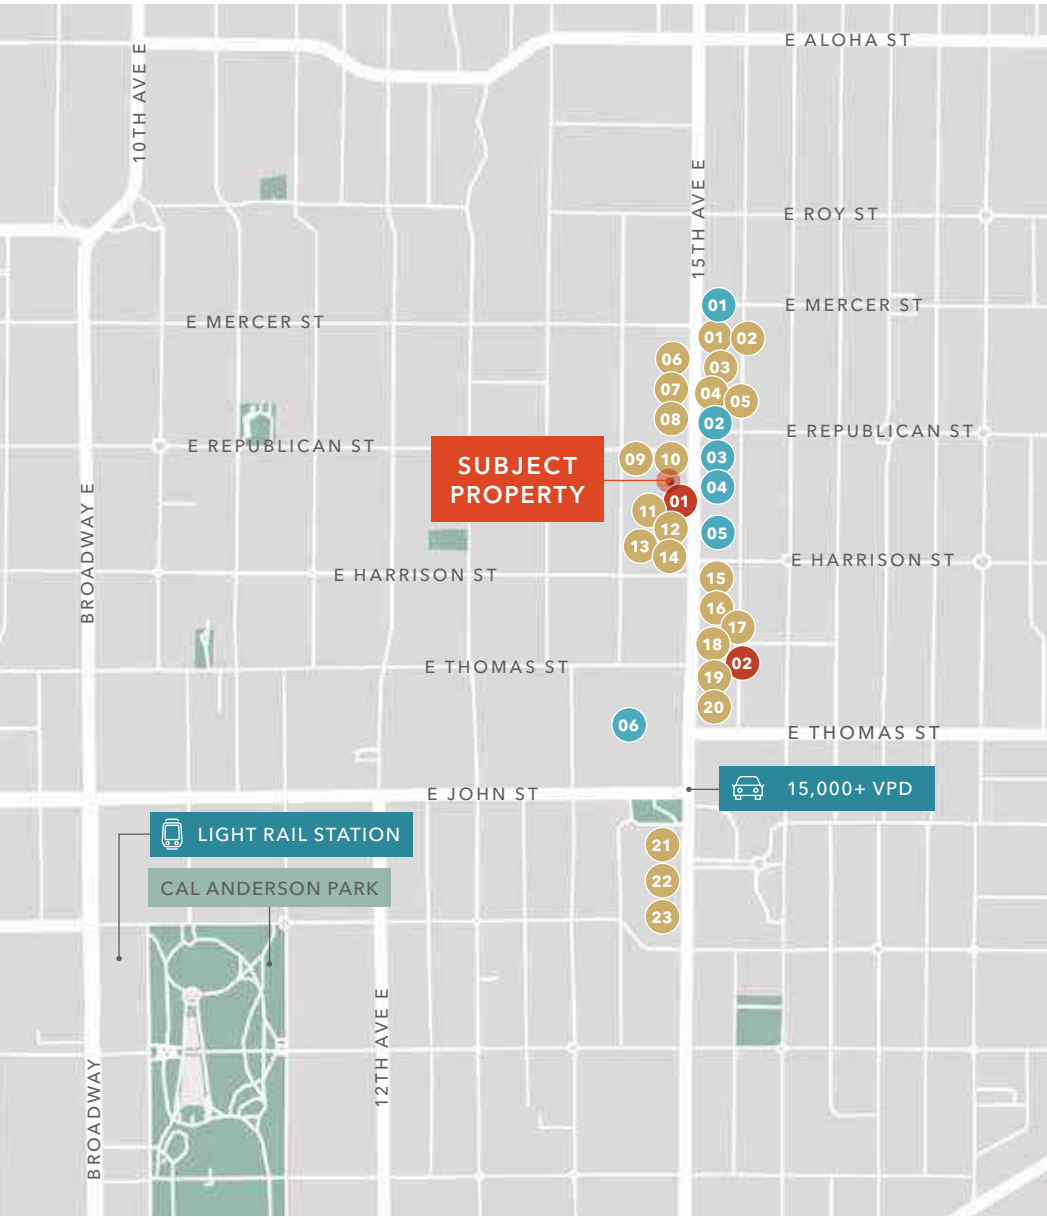 E ALOHA ST
10TH AVE E
15TH AVE E
E ROY ST
01
E MERCER ST
E MERCER ST
01
02
06
03
07
04
05
08
02
E REPUBLICAN ST
E REPUBLICAN ST
SUBJECT
PROPERTY
09
10
03
04
01
11
12
05
13
14
E HARRISON ST
E HARRISON ST
BROADWAY E
15
16
17
18
02
E THOMAS ST
19
20
06
E THOMAS ST
15,000+ VPD
E JOHN ST
LIGHT RAIL STATION
21
CAL ANDERSON PARK
22
23
12TH AVE E
BROADWAY